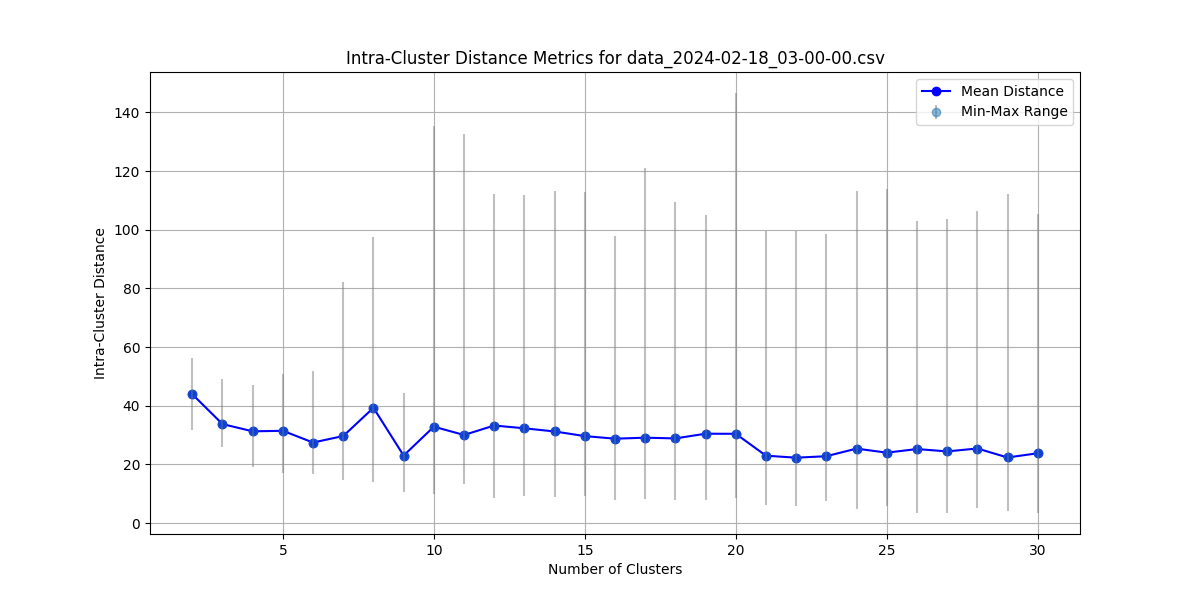 Intra-Cluster Distance Metrics for data_2024-02-18_03-00-00.csv
Mean Distance
Min-Max Range
Intra-Cluster Distance
140
120
100
80
60
40
20
0
5 10 15 20 25 30
Number of Clusters